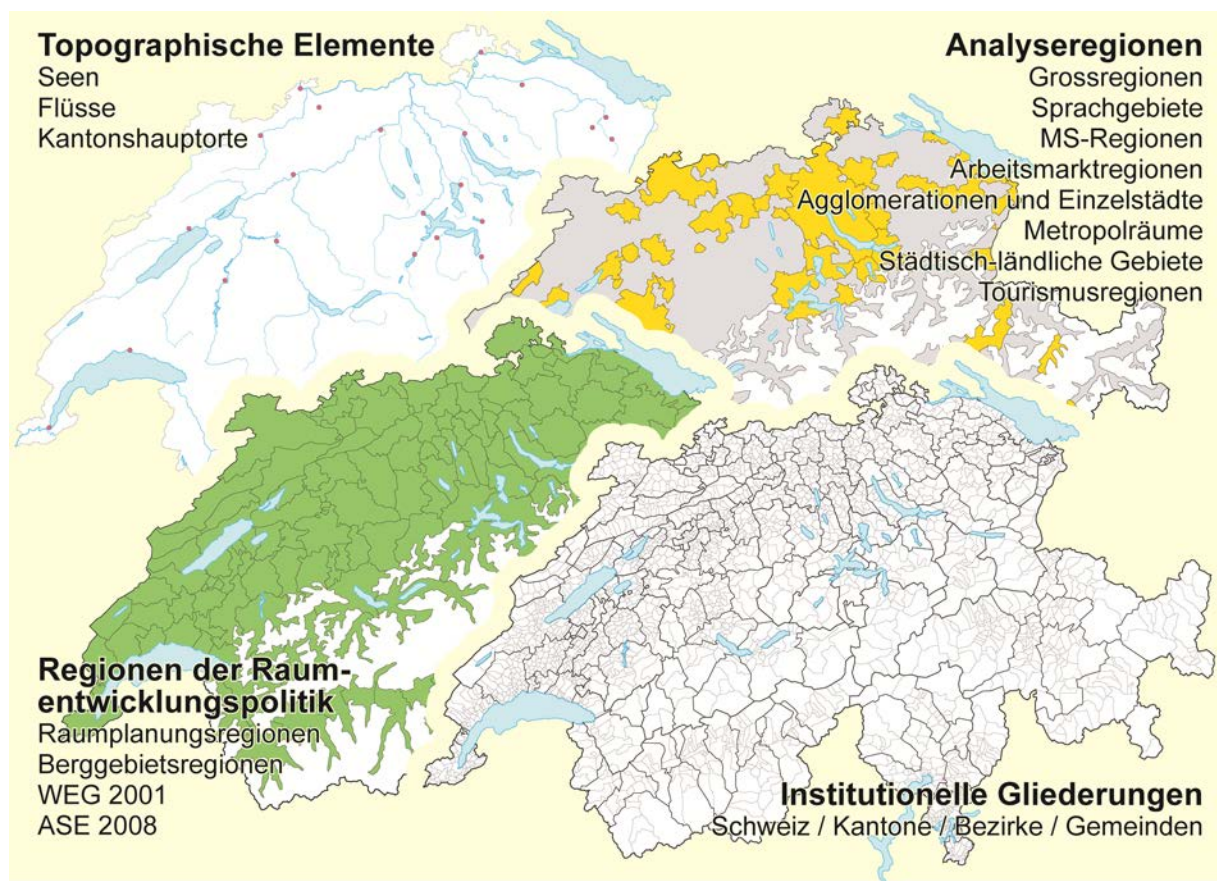 Topographische Elemente
Seen
Flüsse
Kantonshauptorte
Analyseregionen
Grossregionen
Sprachgebiete
MS-Regionen
Arbeitsmarktregionen
Agglomerationen und Einzelstädte
Metropolräume
Städtisch-ländliche Gebiete
Tourismusregionen
Regionen der Raum-
entwicklungspolitik
Raumplanungsregionen
Berggebietsregionen
WEG 2001
ASE 2008
Institutionelle Gliederungen
Schweiz / Kantone / Bezirke / Gemeinden